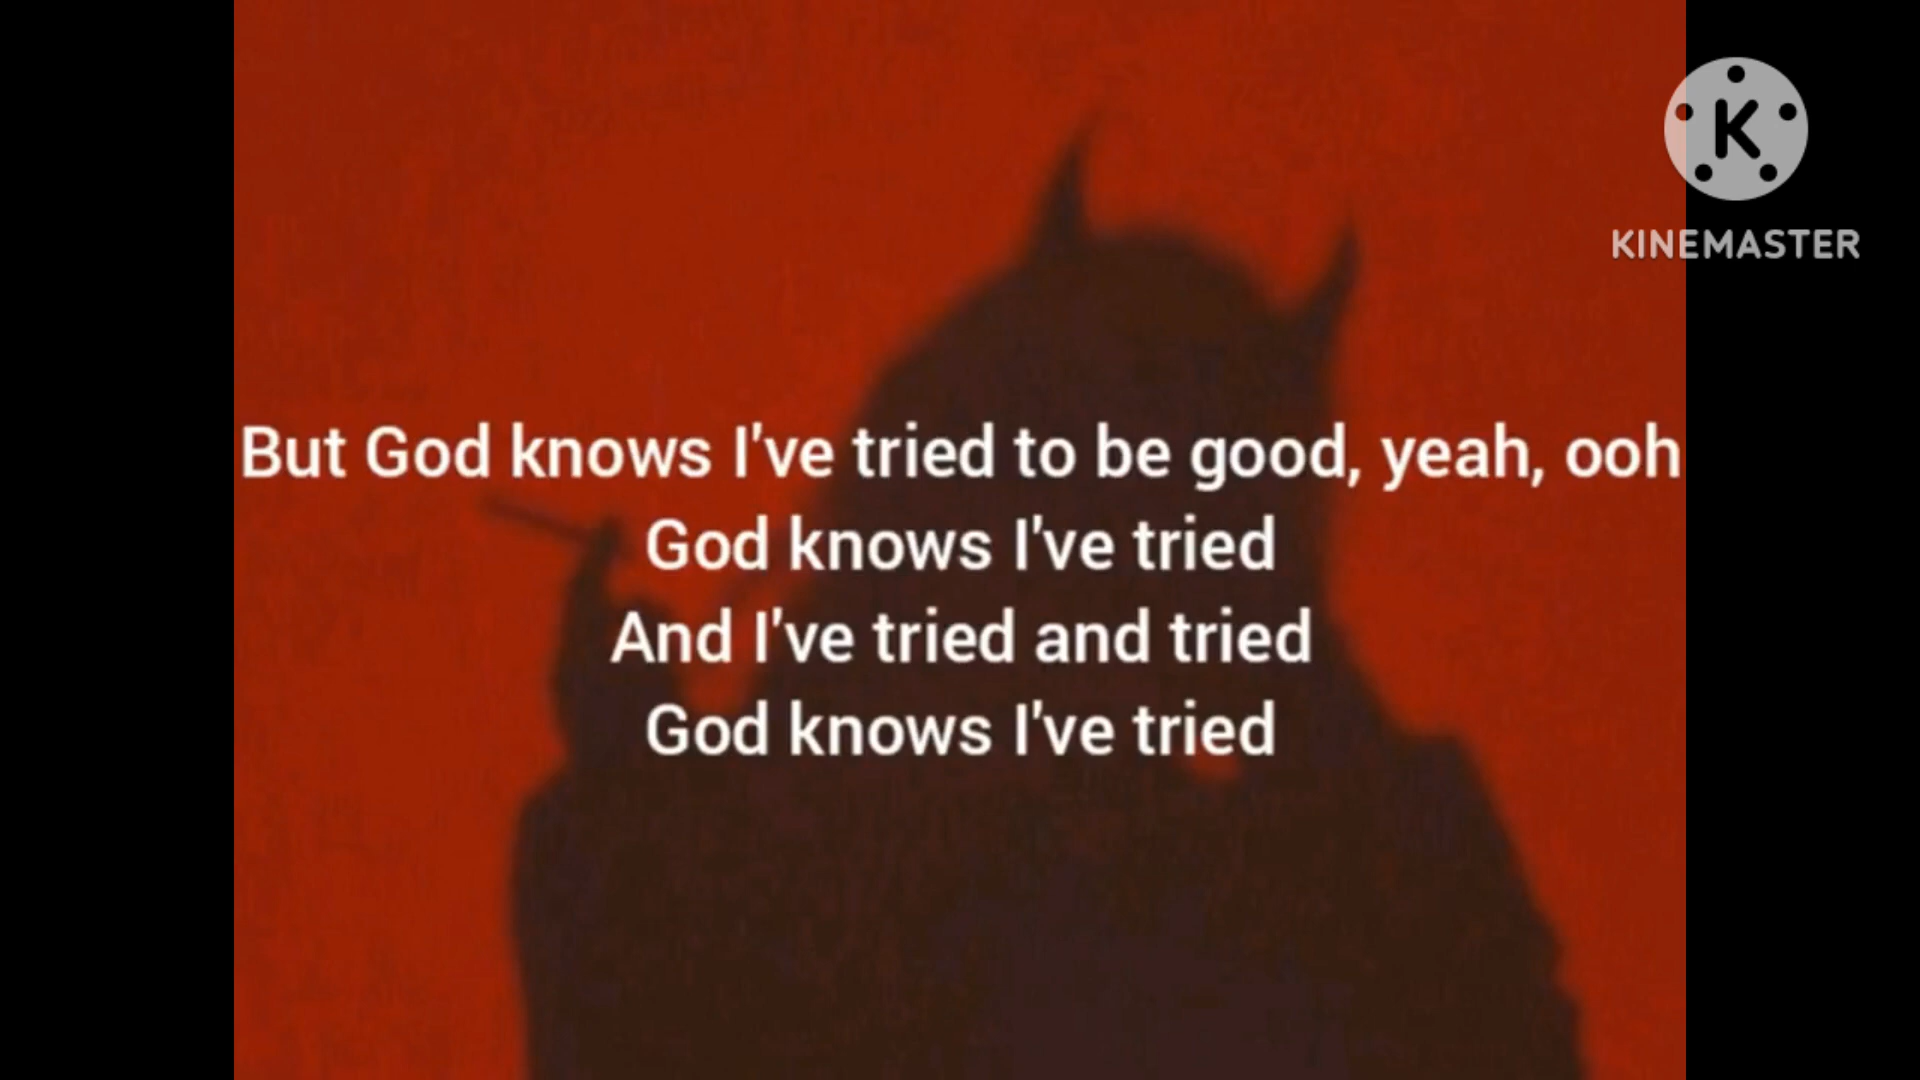 K
KINEMASTER
But God knows I've tried to be good, yeah, ooh
God knows I've tried
And I've tried and tried
God knows I've tried